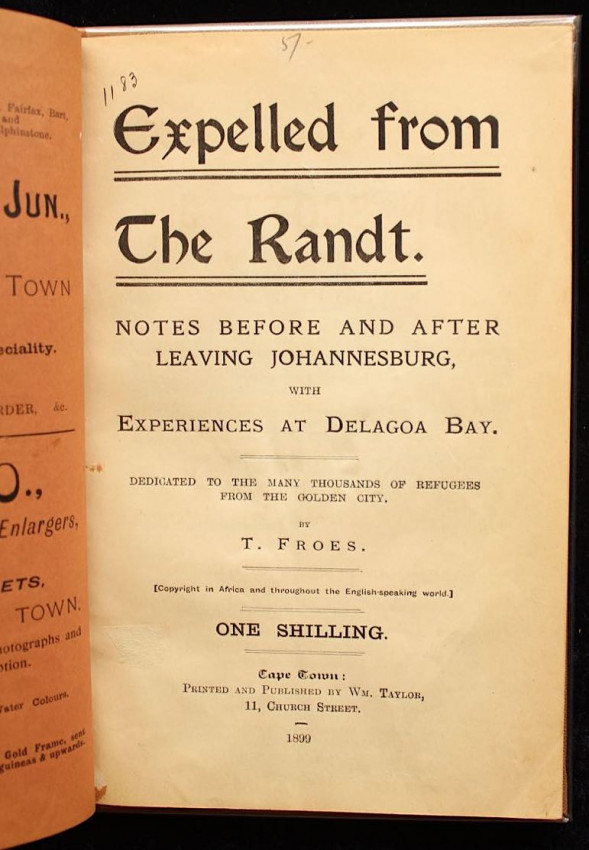 Fairfax, Bart,
and
lphinstone.
JUN.,
TOWN
eciality.
RDER, &c.
O.,
Enlargers,
ETS,
TOWN.
hotographs and
ption.
Water Colours.
Gold Frame, sent
guineas & upwards.
5/-
1183
Expelled from
The Randt.
NOTES BEFORE AND AFTER
LEAVING JOHANNESBURG,
WITH
EXPERIENCES AT DELAGOA BAY.
DEDICATED TO THE MANY THOUSANDS OF REFUGEES
FROM THE GOLDEN CITY.
BY
T. FROES.
[Copyright in Africa and throughout the English-speaking world.]
ONE SHILLING.
Cape Town:
PRINTED AND PUBLISHED BY WM. TAYLOR,
11, CHURCH STREET.
1899